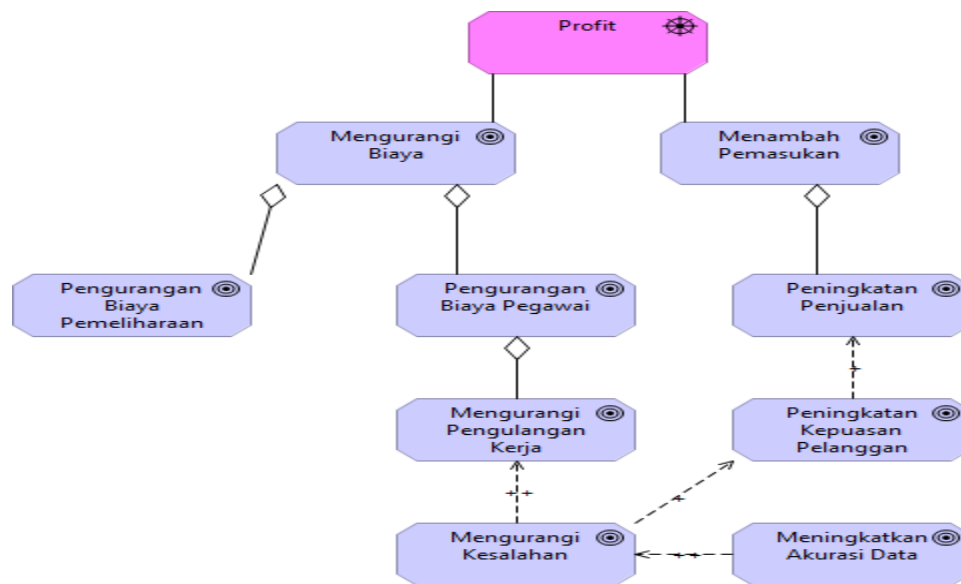 Profit
Mengurangi
Biaya
Menambah
Pemasukan
Pengurangan
Biaya
Pemeliharaan
Pengurangan
Biaya Pegawai
Peningkatan
Penjualan
+
Mengurangi
Pengulangan
Kerja
Peningkatan
Kepuasan
Pelanggan
++
+
Mengurangi
Kesalahan
++
Meningkatkan
Akurasi Data